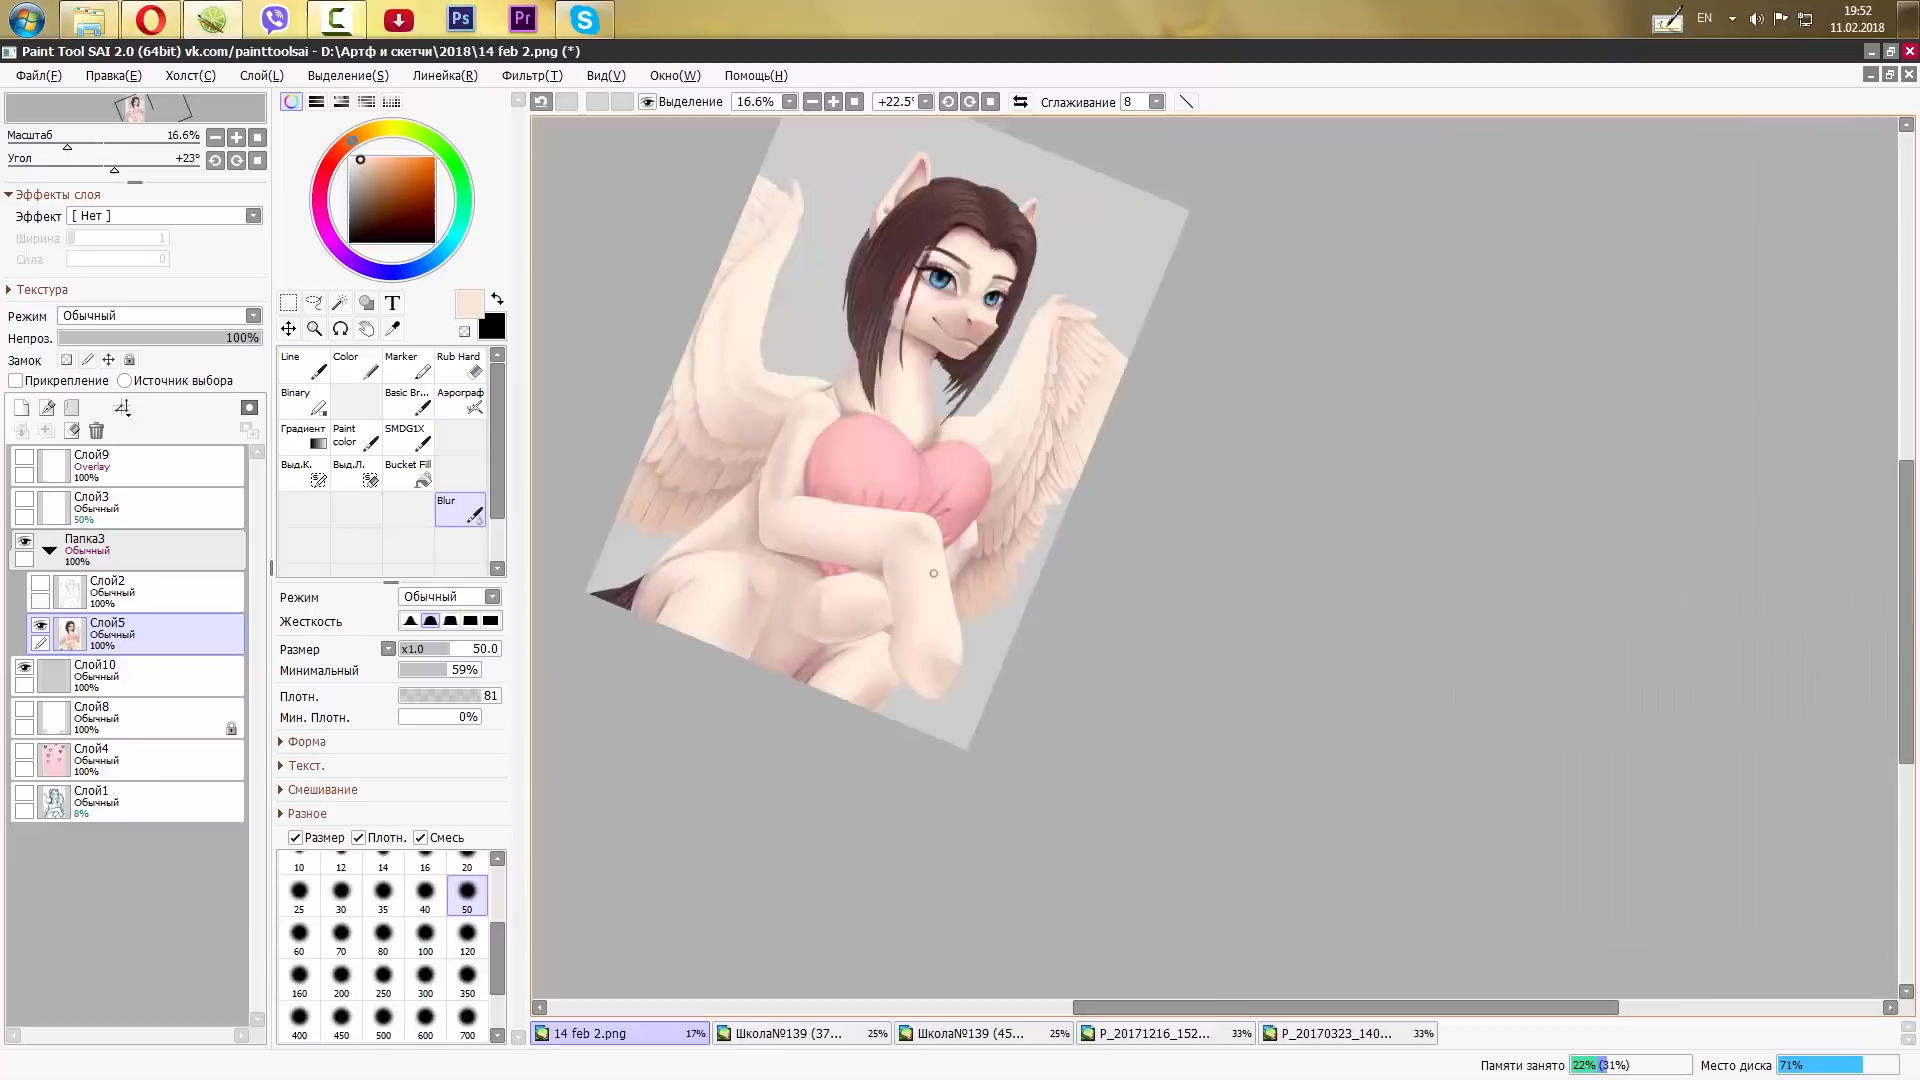 Ps
Pr
EN
19:52
11.02.2018
Paint Tool SAI 2.0 (64bit) vk.com/painttoolsai - D:\Артф и скетчи\2018\14 feb 2.png (*)
Файл(F) Правка(E) Холст(C) Слой(L) Выделение(S) Линейка(R) Фильтр(T) Вид(V) Окно(W) Помощь(H)
Выделение 16.6% +22.5° Сглаживание 8
Масштаб 16.6%
Угол +23°
Эффекты слоя
Эффект [ Нет ]
Ширина 1
Сила 0
Текстура
Режим Обычный
Непроз. 100%
Замок
Прикрепление Источник выбора
Слой9
Overlay
100%
Слой3
Обычный
50%
Папка3
Обычный
100%
Слой2
Обычный
100%
Слой5
Обычный
100%
Слой10
Обычный
100%
Слой8
Обычный
100%
Слой4
Обычный
100%
Слой1
Обычный
8%
T
Line Color Marker Rub Hard
Binary Basic Br... Аэрограф
Градиент Paint color SMDG1X
Выд.К. Выд.Л. Bucket Fill
Blur
Режим Обычный
Жесткость
Размер x1.0 50.0
Минимальный 59%
Плотн. 81
Мин. Плотн. 0%
Форма
Текст.
Смешивание
Разное
Размер Плотн. Смесь
10 12 14 16 20
25 30 35 40 50
60 70 80 100 120
160 200 250 300 350
400 450 500 600 700
14 feb 2.png 17% Школа№139 (37... 25% Школа№139 (45... 25% P_20171216_152... 33% P_20170323_140... 33%
Памяти занято 22% (31%) Место диска 71%